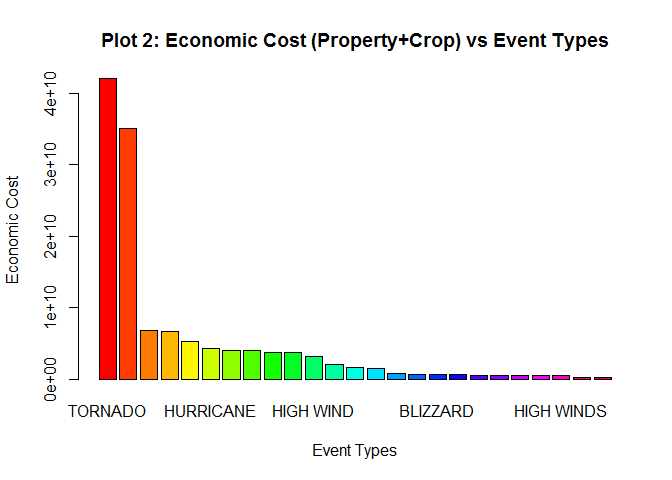 Plot 2: Economic Cost (Property+Crop) vs Event Types
Economic Cost
4e+10
3e+10
2e+10
1e+10
0e+00
TORNADO HURRICANE HIGH WIND BLIZZARD HIGH WINDS
Event Types